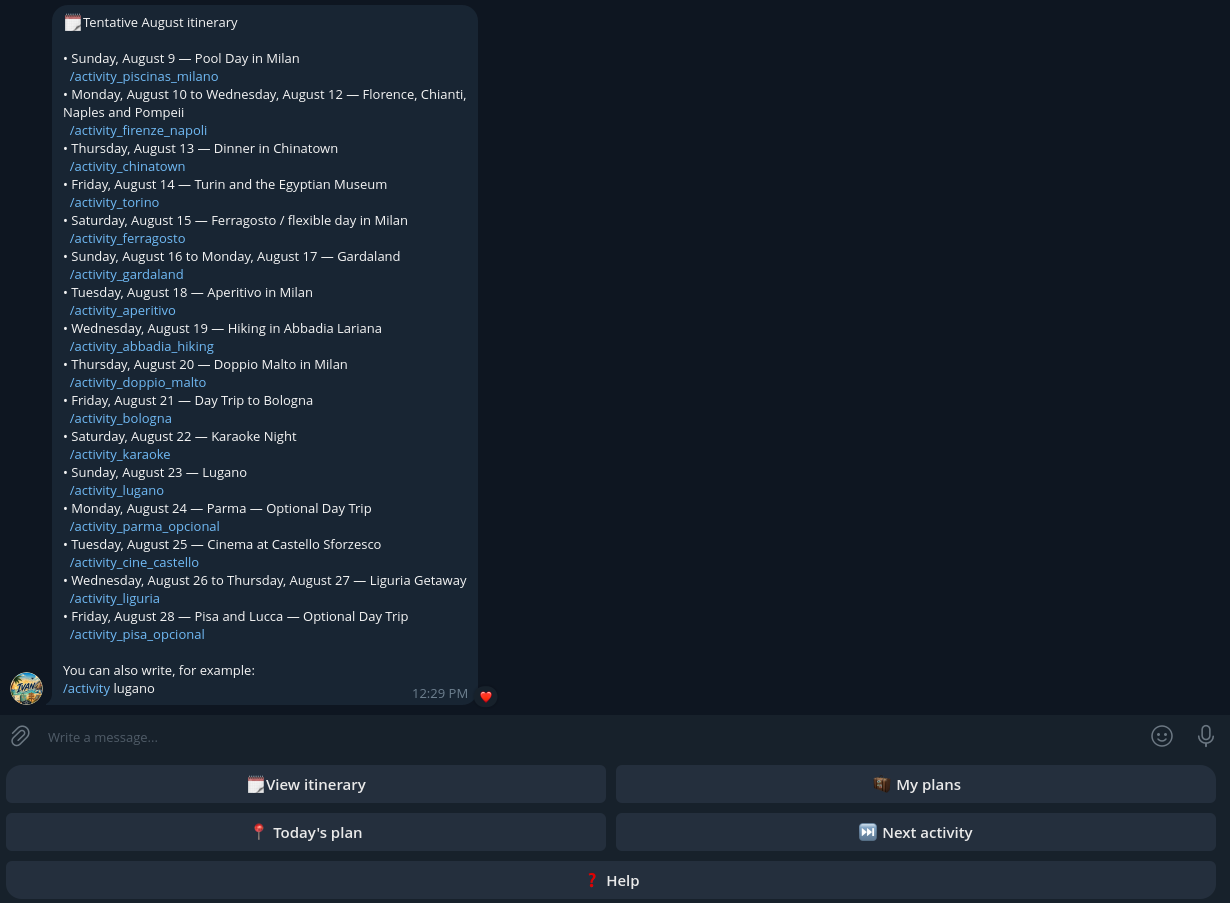 🗓Tentative August itinerary
• Sunday, August 9 — Pool Day in Milan
/activity_piscinas_milano
• Monday, August 10 to Wednesday, August 12 — Florence, Chianti,
Naples and Pompeii
/activity_firenze_napoli
• Thursday, August 13 — Dinner in Chinatown
/activity_chinatown
• Friday, August 14 — Turin and the Egyptian Museum
/activity_torino
• Saturday, August 15 — Ferragosto / flexible day in Milan
/activity_ferragosto
• Sunday, August 16 to Monday, August 17 — Gardaland
/activity_gardaland
• Tuesday, August 18 — Aperitivo in Milan
/activity_aperitivo
• Wednesday, August 19 — Hiking in Abbadia Lariana
/activity_abbadia_hiking
• Thursday, August 20 — Doppio Malto in Milan
/activity_doppio_malto
• Friday, August 21 — Day Trip to Bologna
/activity_bologna
• Saturday, August 22 — Karaoke Night
/activity_karaoke
• Sunday, August 23 — Lugano
/activity_lugano
• Monday, August 24 — Parma — Optional Day Trip
/activity_parma_opcional
• Tuesday, August 25 — Cinema at Castello Sforzesco
/activity_cine_castello
• Wednesday, August 26 to Thursday, August 27 — Liguria Getaway
/activity_liguria
• Friday, August 28 — Pisa and Lucca — Optional Day Trip
/activity_pisa_opcional
You can also write, for example:
/activity lugano
12:29 PM
Write a message...
View itinerary
My plans
Today's plan
Next activity
Help